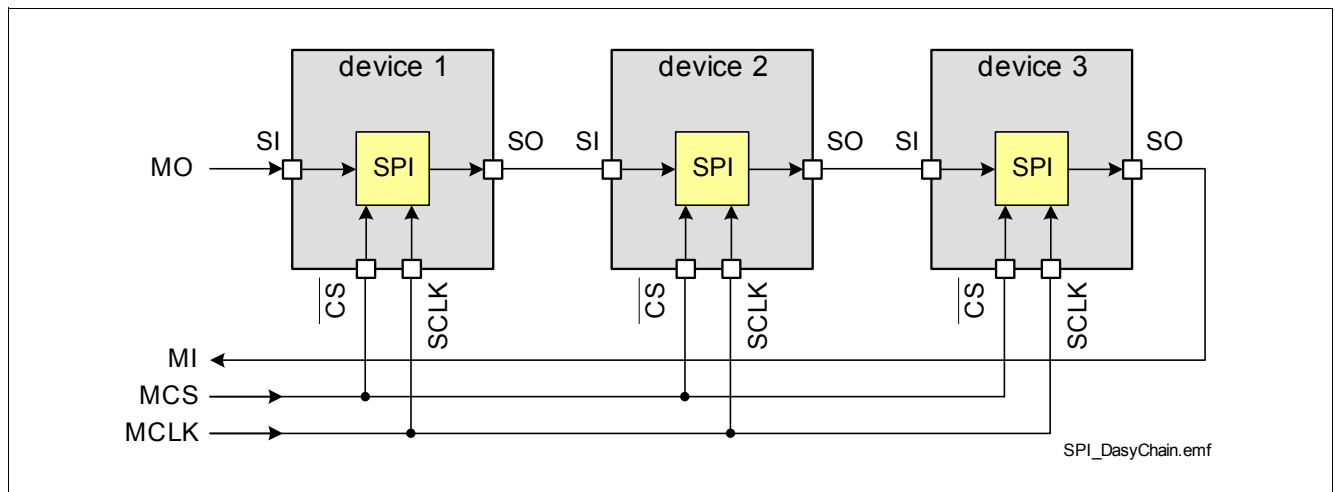 device 1 device 2 device 3
SI SO SI SO SI SO
MO SPI SPI SPI
CS SCLK CS SCLK CS SCLK
MI
MCS
MCLK
SPI_DasyChain.emf